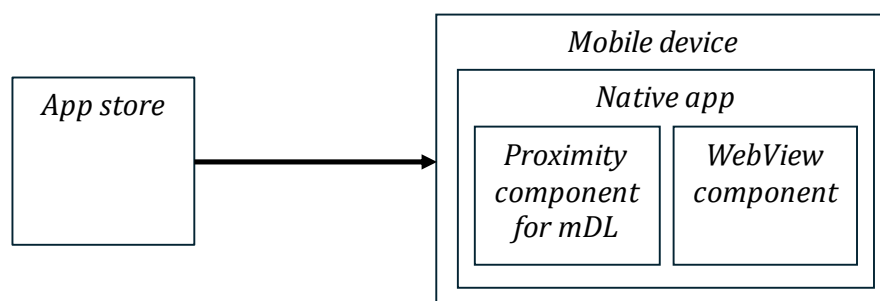 Mobile device
App store
Native app
Proximity
component
for mDL
WebView
component